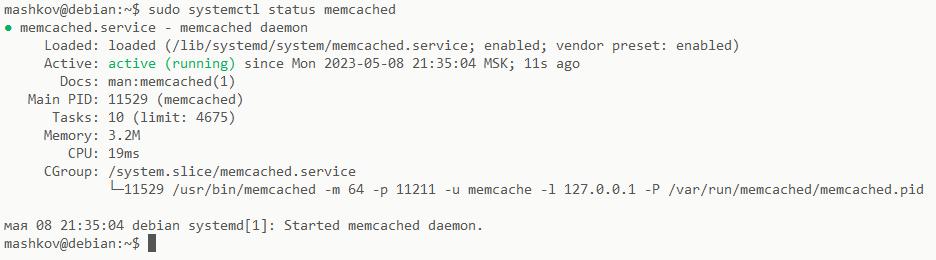 mashkov@debian:~$ sudo systemctl status memcached
● memcached.service - memcached daemon
     Loaded: loaded (/lib/systemd/system/memcached.service; enabled; vendor preset: enabled)
     Active: active (running) since Mon 2023-05-08 21:35:04 MSK; 11s ago
       Docs: man:memcached(1)
   Main PID: 11529 (memcached)
      Tasks: 10 (limit: 4675)
     Memory: 3.2M
        CPU: 19ms
     CGroup: /system.slice/memcached.service
             └─11529 /usr/bin/memcached -m 64 -p 11211 -u memcache -l 127.0.0.1 -P /var/run/memcached/memcached.pid

мая 08 21:35:04 debian systemd[1]: Started memcached daemon.
mashkov@debian:~$